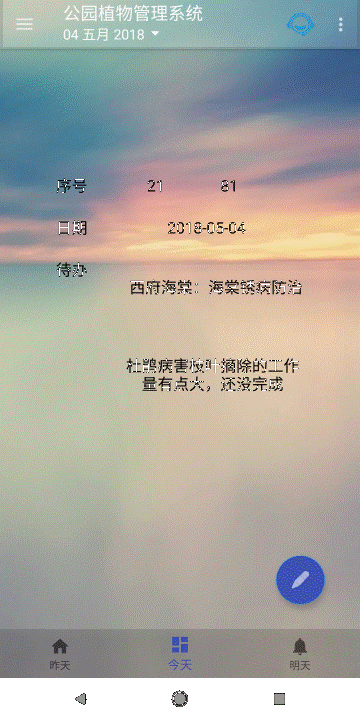 公园植物管理系统
04 五月 2018
序号 21 81
日期 2018-05-04
待办
西府海棠：海棠锈病防治
杜鹃病害枝叶摘除的工作
量有点大，还没完成
昨天 今天 明天